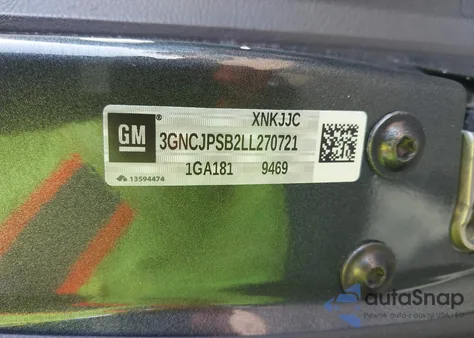 XNKJJC
GM ®
3GNCJPSB2LL270721
1GA181 9469
13594474
autoSnap